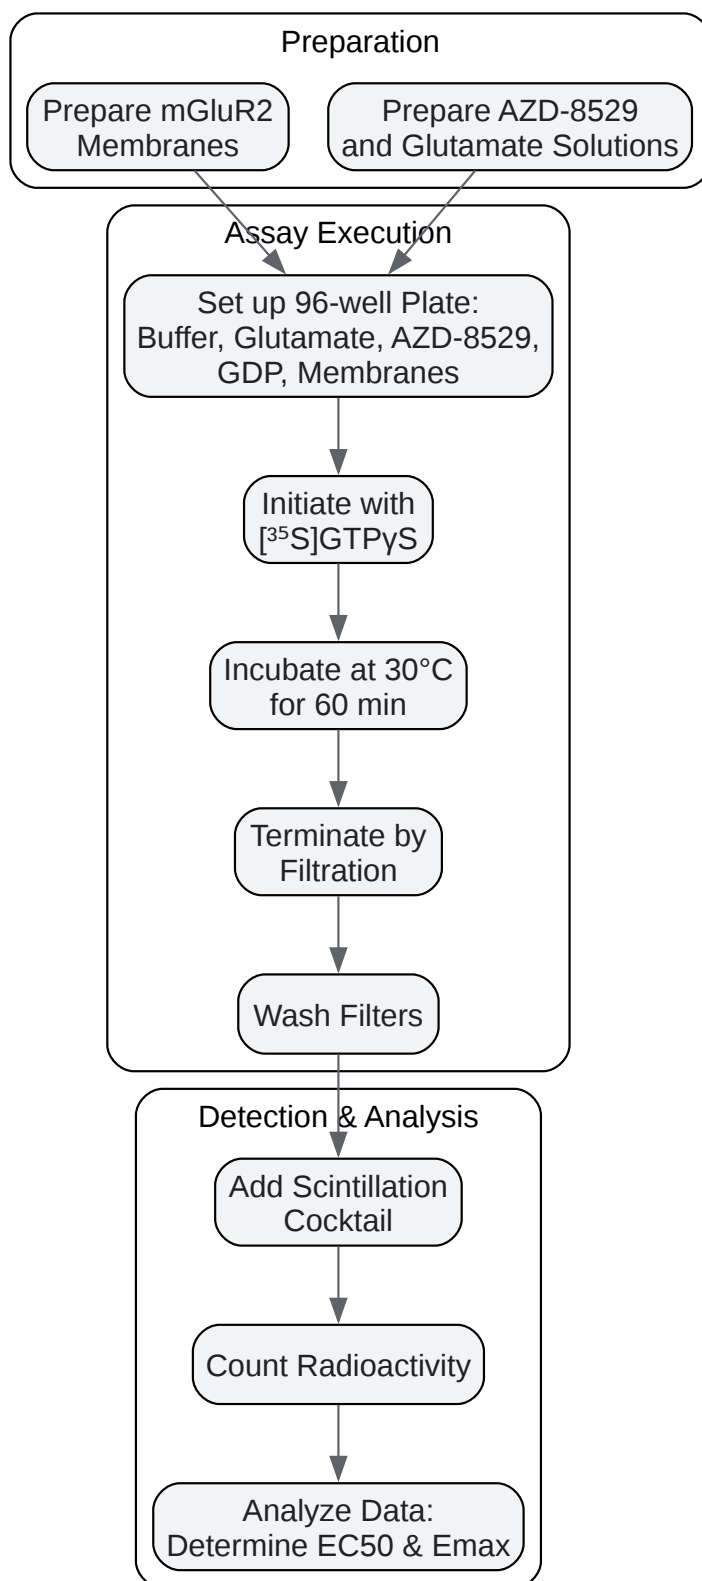 Preparation
Prepare mGluR2
Membranes
Prepare AZD-8529
and Glutamate Solutions
Assay Execution
Set up 96-well Plate:
Buffer, Glutamate, AZD-8529,
GDP, Membranes
Initiate with
[³⁵S]GTPγS
Incubate at 30°C
for 60 min
Terminate by
Filtration
Wash Filters
Detection & Analysis
Add Scintillation
Cocktail
Count Radioactivity
Analyze Data:
Determine EC50 & Emax